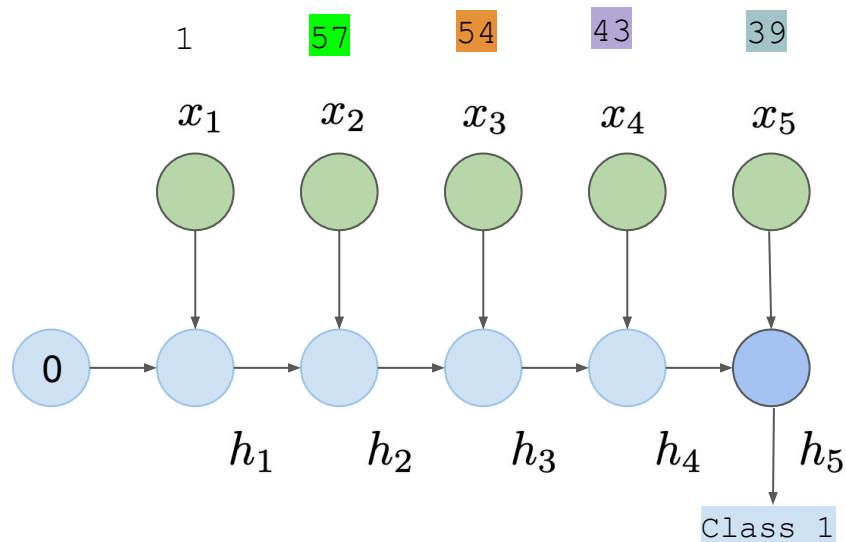 1 57 54 43 39
x₁ x₂ x₃ x₄ x₅
0
h₁ h₂ h₃ h₄ h₅
Class 1